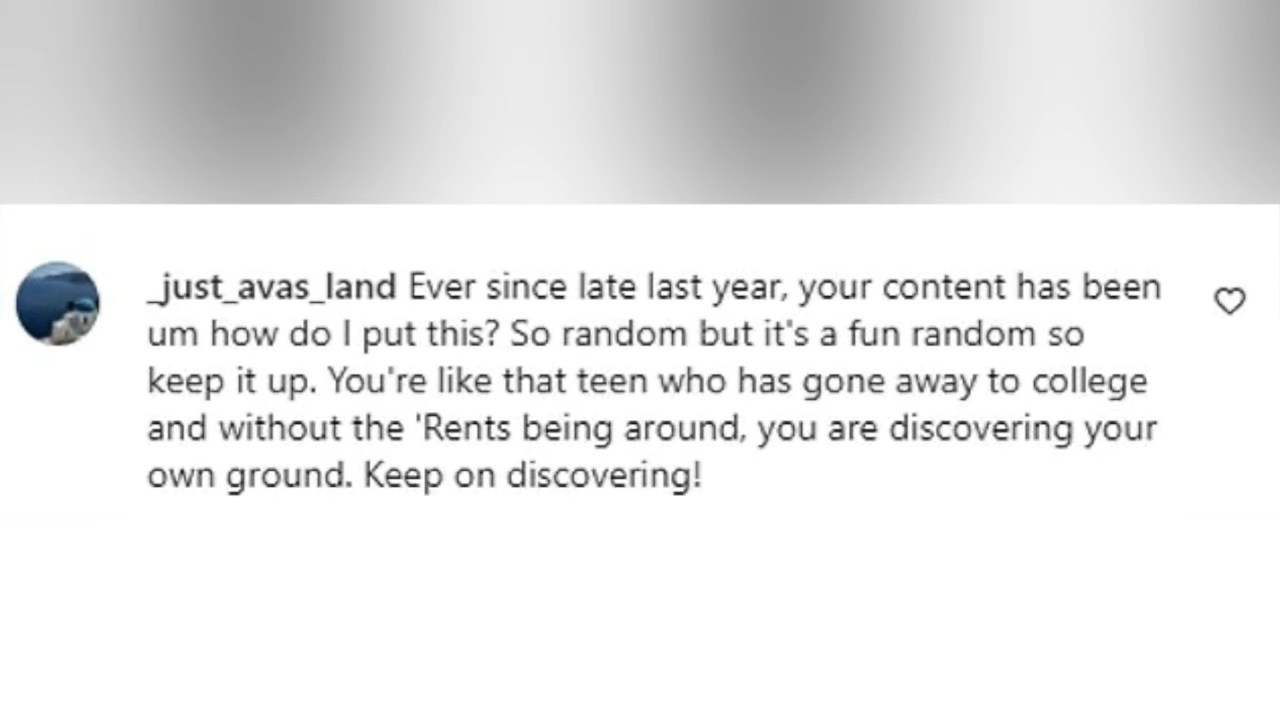 _just_avas_land Ever since late last year, your content has been
um how do I put this? So random but it's a fun random so
keep it up. You're like that teen who has gone away to college
and without the 'Rents being around, you are discovering your
own ground. Keep on discovering!